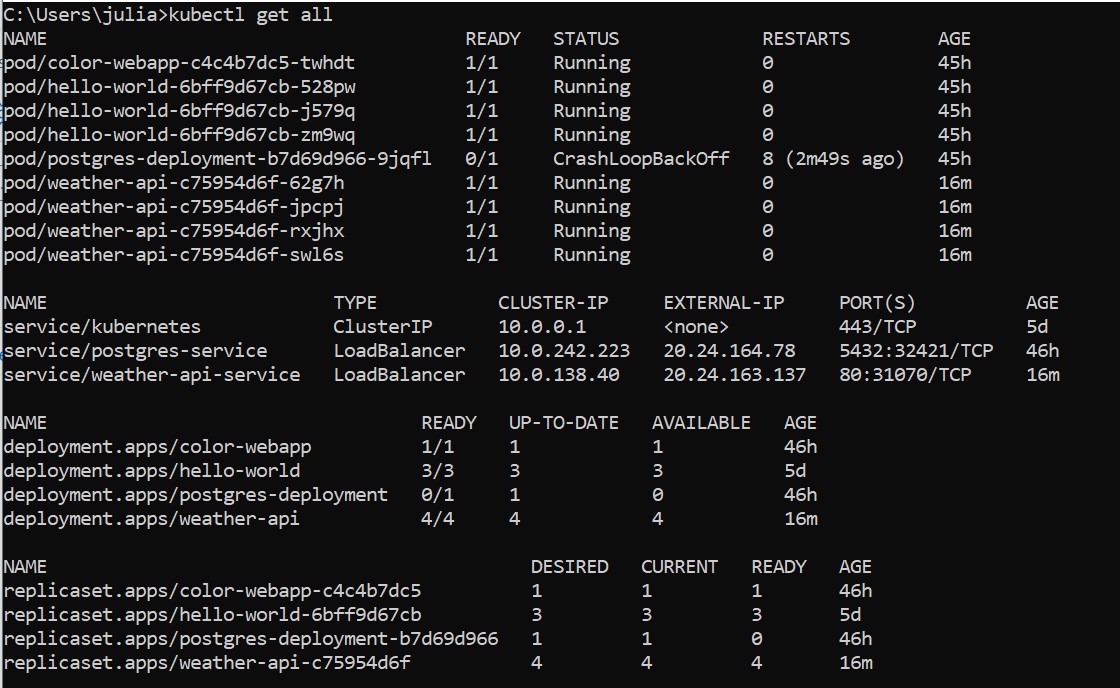 C:\Users\julia>kubectl get all
NAME READY STATUS RESTARTS AGE
pod/color-webapp-c4c4b7dc5-twhdt 1/1 Running 0 45h
pod/hello-world-6bff9d67cb-528pw 1/1 Running 0 45h
pod/hello-world-6bff9d67cb-j579q 1/1 Running 0 45h
pod/hello-world-6bff9d67cb-zm9wq 1/1 Running 0 45h
pod/postgres-deployment-b7d69d966-9jqfl 0/1 CrashLoopBackOff 8 (2m49s ago) 45h
pod/weather-api-c75954d6f-62g7h 1/1 Running 0 16m
pod/weather-api-c75954d6f-jpcpj 1/1 Running 0 16m
pod/weather-api-c75954d6f-rxjhx 1/1 Running 0 16m
pod/weather-api-c75954d6f-swl6s 1/1 Running 0 16m
NAME TYPE CLUSTER-IP EXTERNAL-IP PORT(S) AGE
service/kubernetes ClusterIP 10.0.0.1 <none> 443/TCP 5d
service/postgres-service LoadBalancer 10.0.242.223 20.24.164.78 5432:32421/TCP 46h
service/weather-api-service LoadBalancer 10.0.138.40 20.24.163.137 80:31070/TCP 16m
NAME READY UP-TO-DATE AVAILABLE AGE
deployment.apps/color-webapp 1/1 1 1 46h
deployment.apps/hello-world 3/3 3 3 5d
deployment.apps/postgres-deployment 0/1 1 0 46h
deployment.apps/weather-api 4/4 4 4 16m
NAME DESIRED CURRENT READY AGE
replicaset.apps/color-webapp-c4c4b7dc5 1 1 1 46h
replicaset.apps/hello-world-6bff9d67cb 3 3 3 5d
replicaset.apps/postgres-deployment-b7d69d966 1 1 0 46h
replicaset.apps/weather-api-c75954d6f 4 4 4 16m